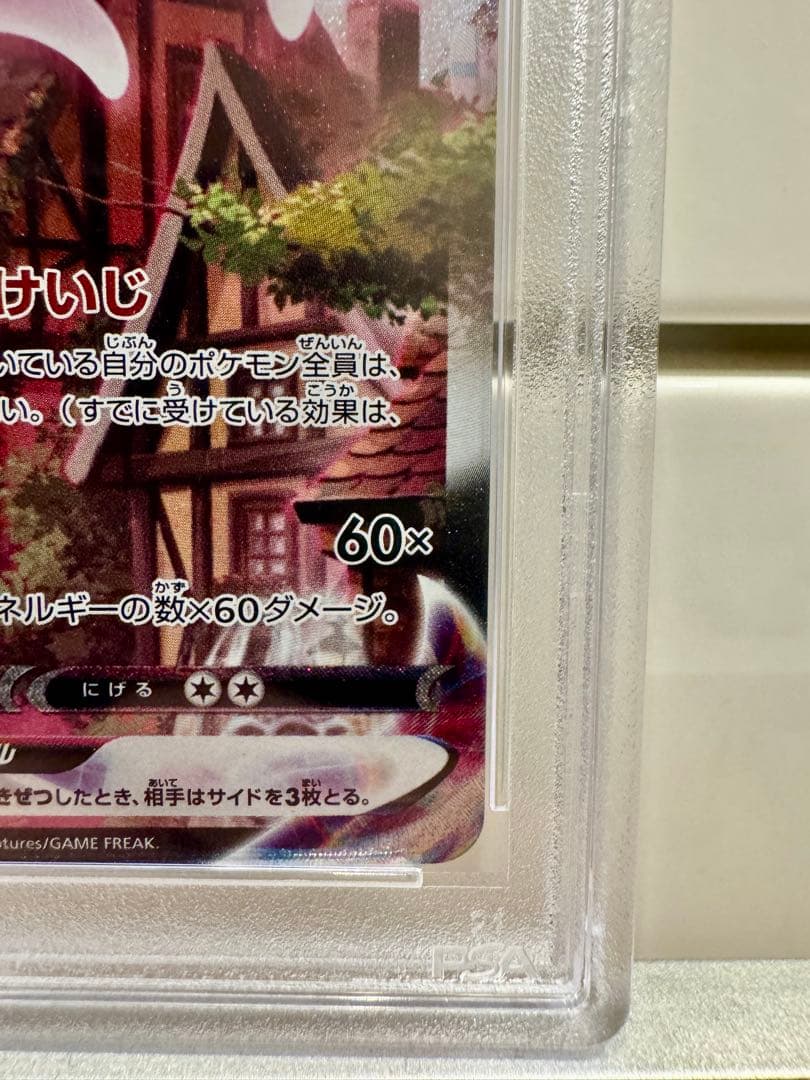 けいじ
いている自分のポケモン全員は、
い。(すでに受けている効果は、
60×
ネルギーの数×60ダメージ。
にげる
ル
きぜつしたとき、相手はサイドを3枚とる。
tures/GAME FREAK.
PSA